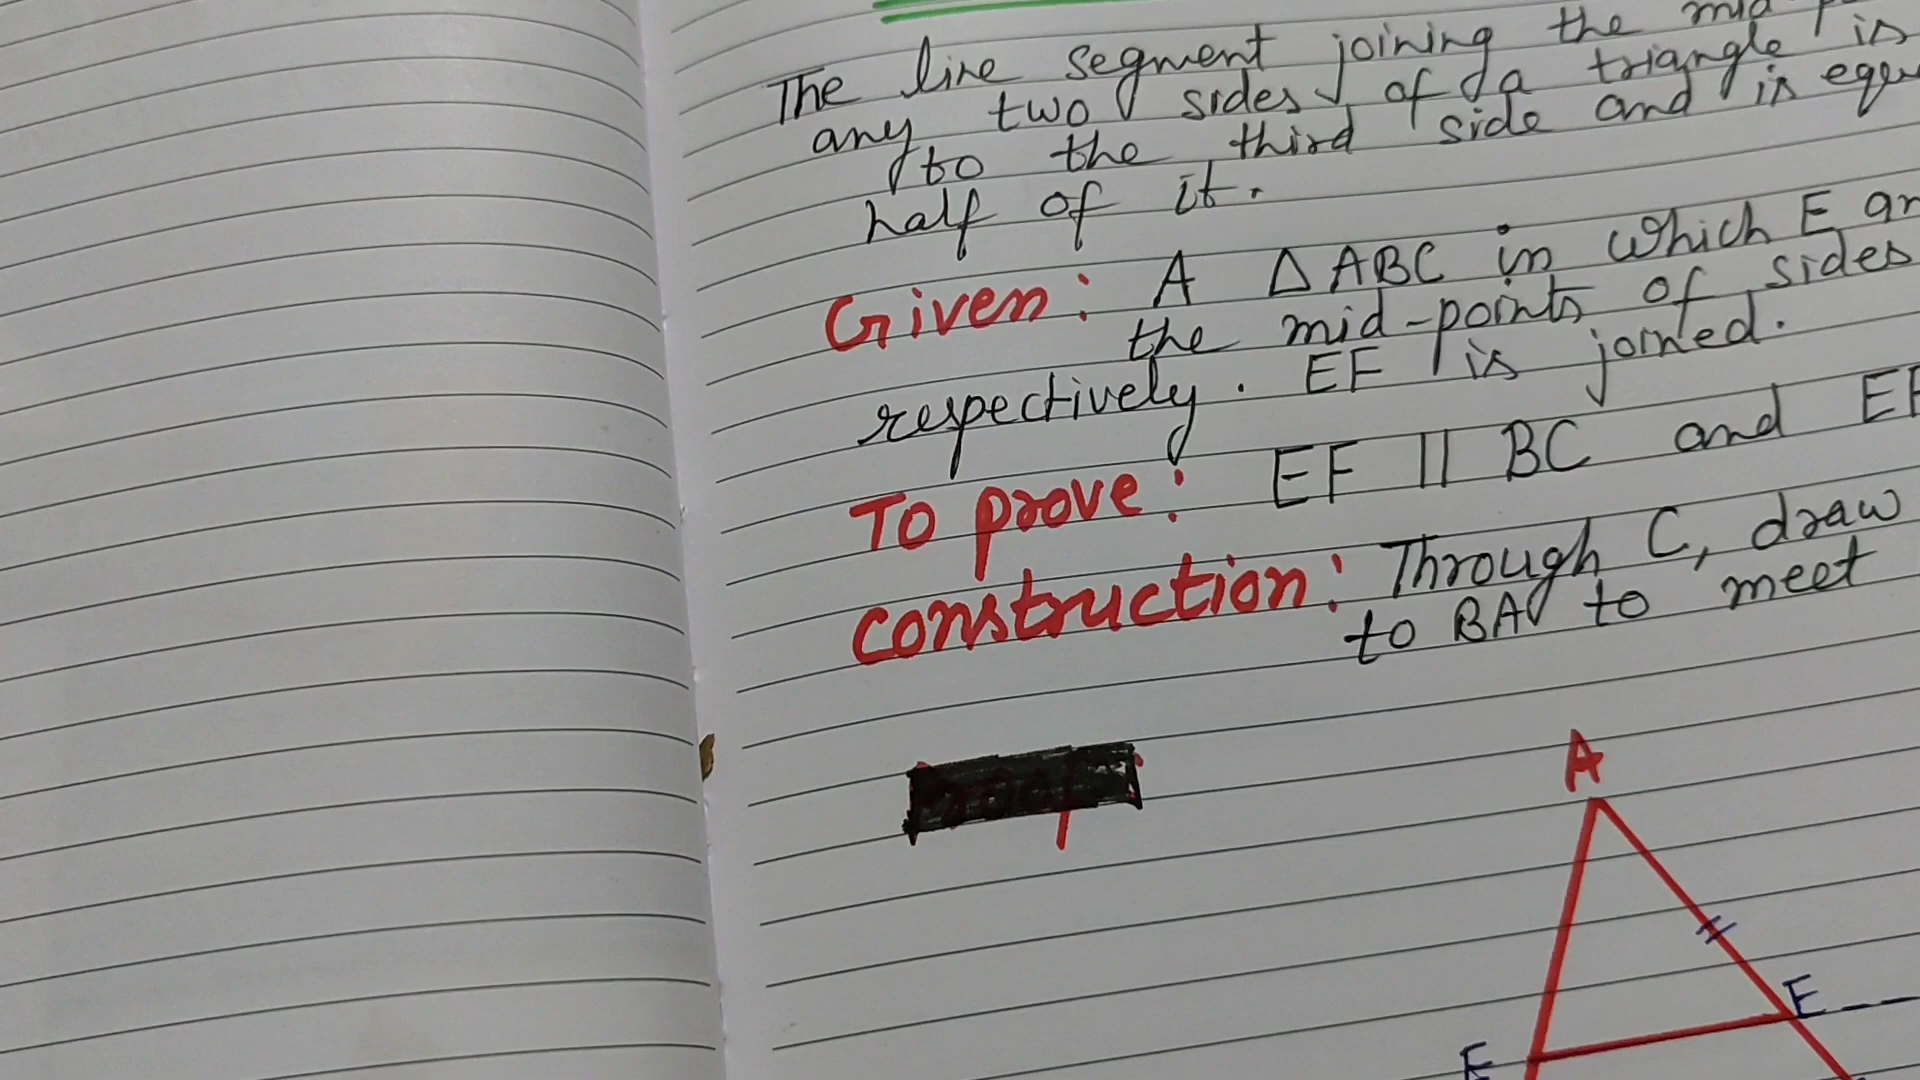 The line segment joining the mid
any two sides of a triangle is
to the third side and is equ
half of it.
Given: A △ABC in which E an
the mid-points of sides
respectively. EF is joined.
To prove: EF || BC and EF
construction: Through C, draw
to BA to meet
A
E
F